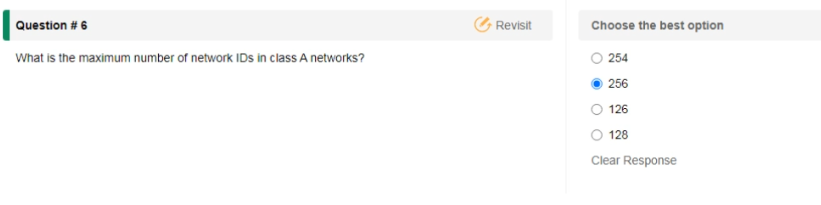 Question # 6
Revisit
What is the maximum number of network IDs in class A networks?
Choose the best option
254
256
126
128
Clear Response